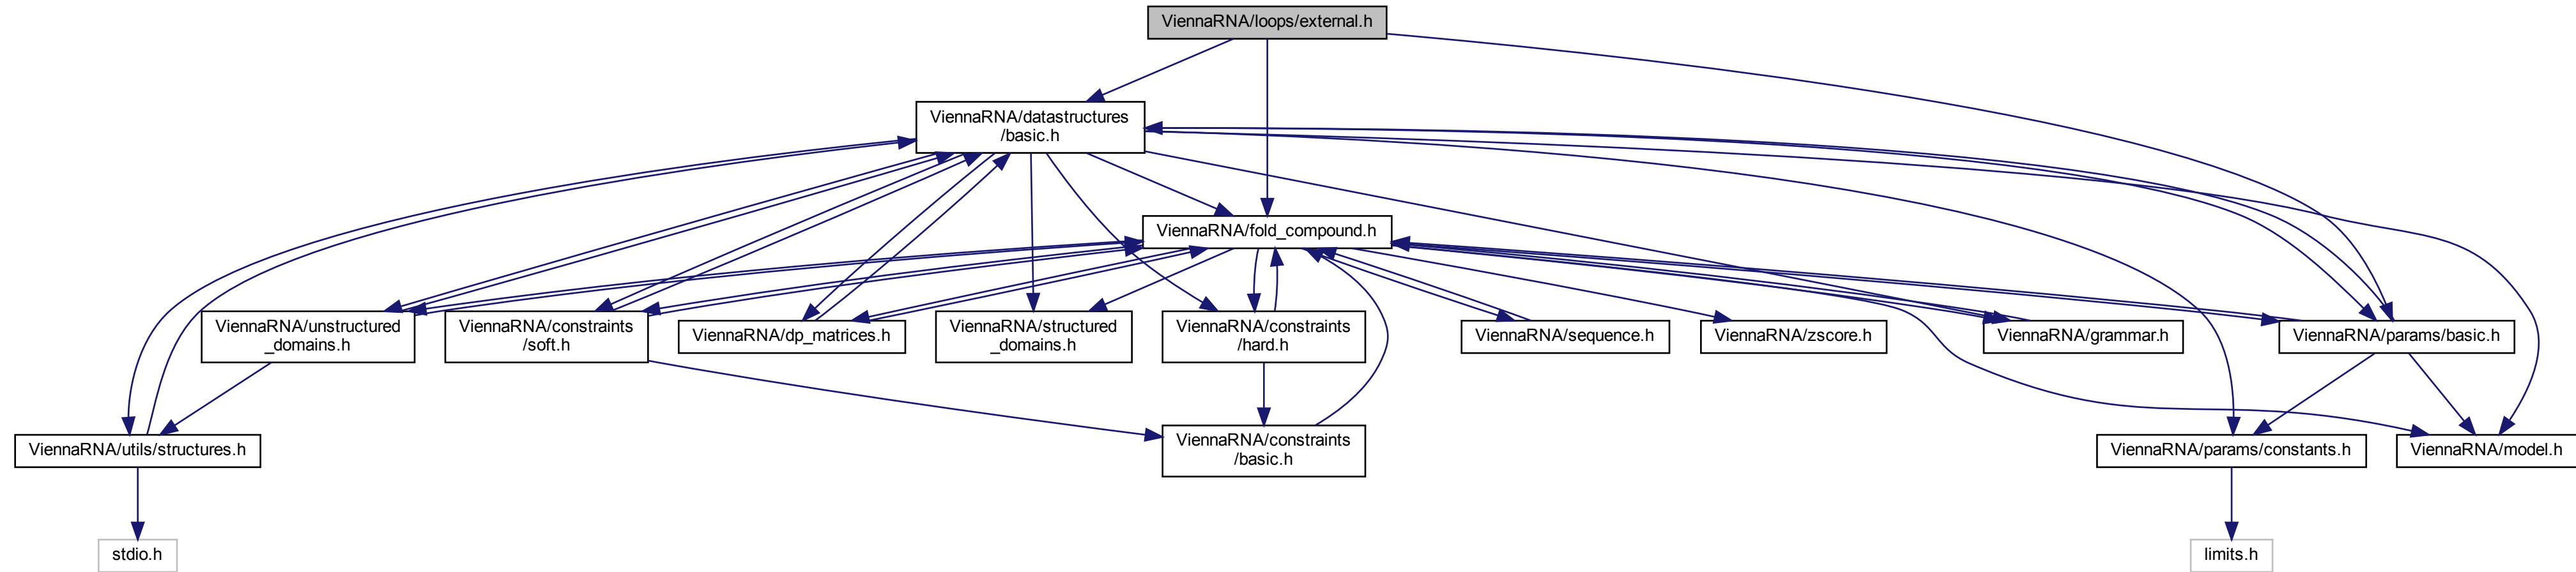 ViennaRNA/loops/external.h
ViennaRNA/datastructures
/basic.h
ViennaRNA/fold_compound.h
ViennaRNA/unstructured
_domains.h
ViennaRNA/constraints
/soft.h
ViennaRNA/dp_matrices.h
ViennaRNA/structured
_domains.h
ViennaRNA/constraints
/hard.h
ViennaRNA/sequence.h
ViennaRNA/zscore.h
ViennaRNA/grammar.h
ViennaRNA/params/basic.h
ViennaRNA/utils/structures.h
ViennaRNA/constraints
/basic.h
ViennaRNA/params/constants.h
ViennaRNA/model.h
stdio.h
limits.h